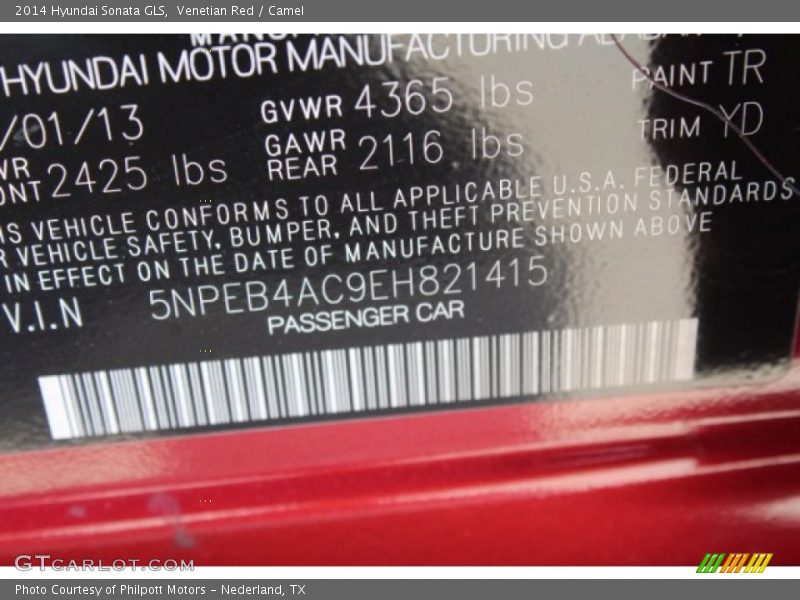 2014 Hyundai Sonata GLS, Venetian Red / Camel
HYUNDAI MOTOR MANUFACTURING
/01/13 GVWR 4365 lbs PAINT TR
2425 lbs GAWR REAR 2116 lbs TRIM YD
VEHICLE CONFORMS TO ALL APPLICABLE U.S.A. FEDERAL
VEHICLE SAFETY, BUMPER, AND THEFT PREVENTION STANDARDS
IN EFFECT ON THE DATE OF MANUFACTURE SHOWN ABOVE
V.I.N 5NPEB4AC9EH821415
PASSENGER CAR
GTCARLOT.COM
Photo Courtesy of Philpott Motors - Nederland, TX